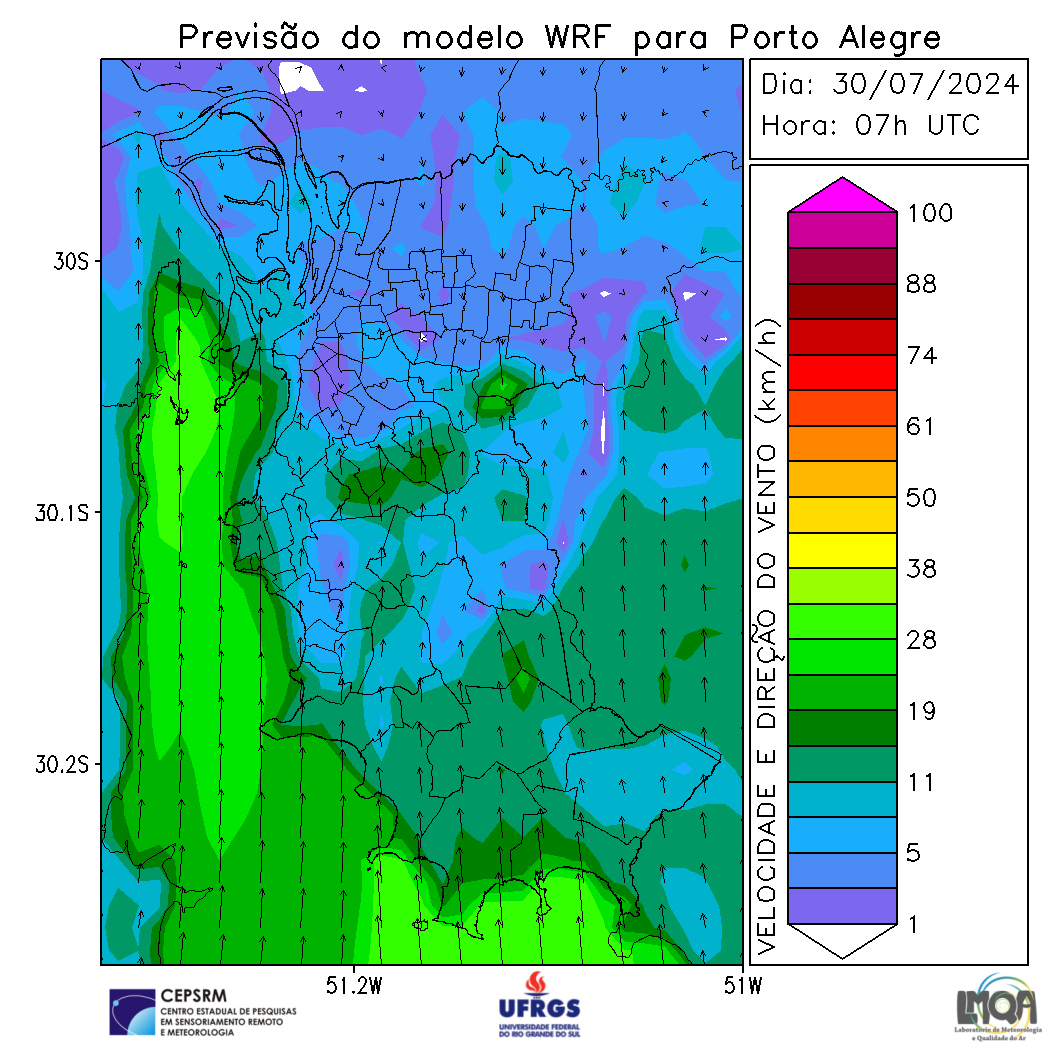 Previsão do modelo WRF para Porto Alegre
Dia: 30/07/2024
Hora: 07h UTC
30S
30.1S
30.2S
51.2W
51W
VELOCIDADE E DIREÇÃO DO VENTO (km/h)
100
88
74
61
50
38
28
19
11
5
1
CEPSRM
CENTRO ESTADUAL DE PESQUISAS
EM SENSORIAMENTO REMOTO
E METEOROLOGIA
UFRGS
UNIVERSIDADE FEDERAL
DO RIO GRANDE DO SUL
LMQA
Laboratório de Meteorologia
e Qualidade do Ar